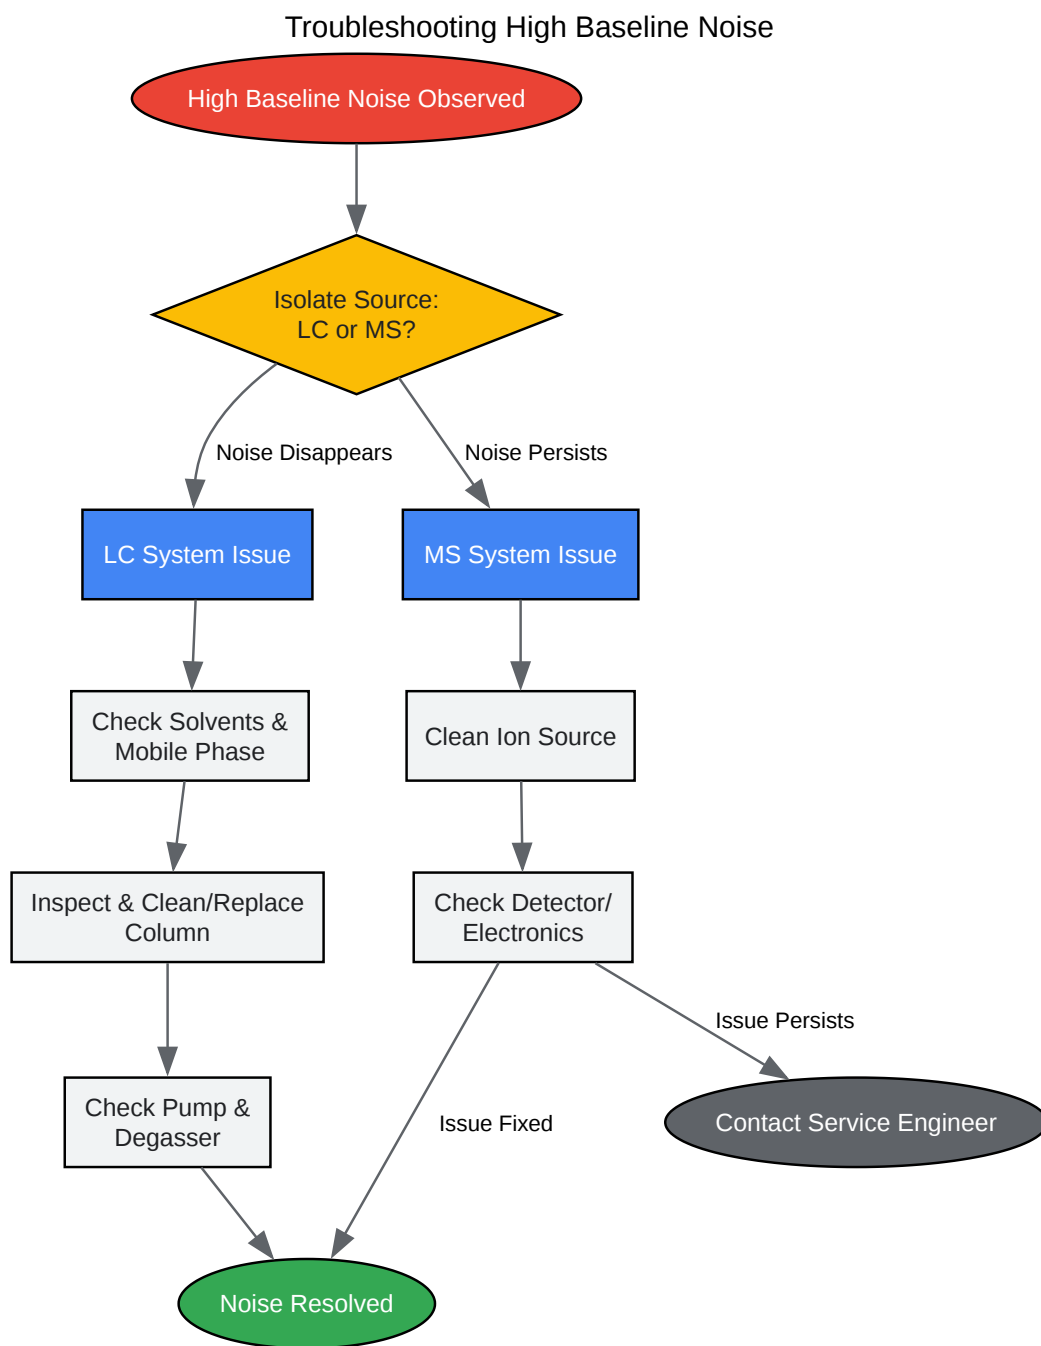 Troubleshooting High Baseline Noise
High Baseline Noise Observed
Isolate Source:
LC or MS?
Noise Disappears
Noise Persists
LC System Issue
MS System Issue
Check Solvents &
Mobile Phase
Clean Ion Source
Inspect & Clean/Replace
Column
Check Detector/
Electronics
Issue Persists
Check Pump &
Degasser
Issue Fixed
Contact Service Engineer
Noise Resolved